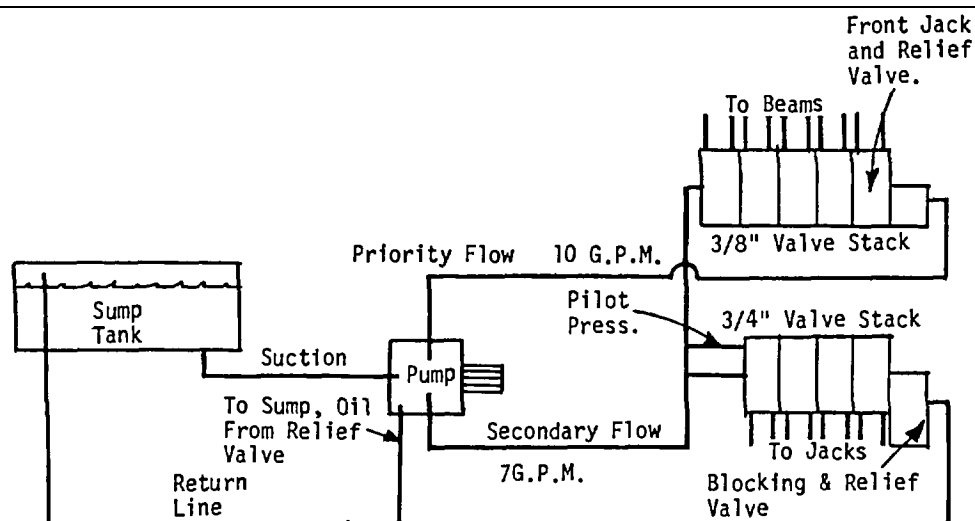 Front Jack
and Relief
Valve.
To Beams
3/8" Valve Stack
Priority Flow 10 G.P.M.
Pilot
Press.
3/4" Valve Stack
Sump
Tank
Suction
Pump
To Sump, Oil
From Relief
Valve
Secondary Flow
7G.P.M.
To Jacks
Blocking & Relief
Valve
Return
Line